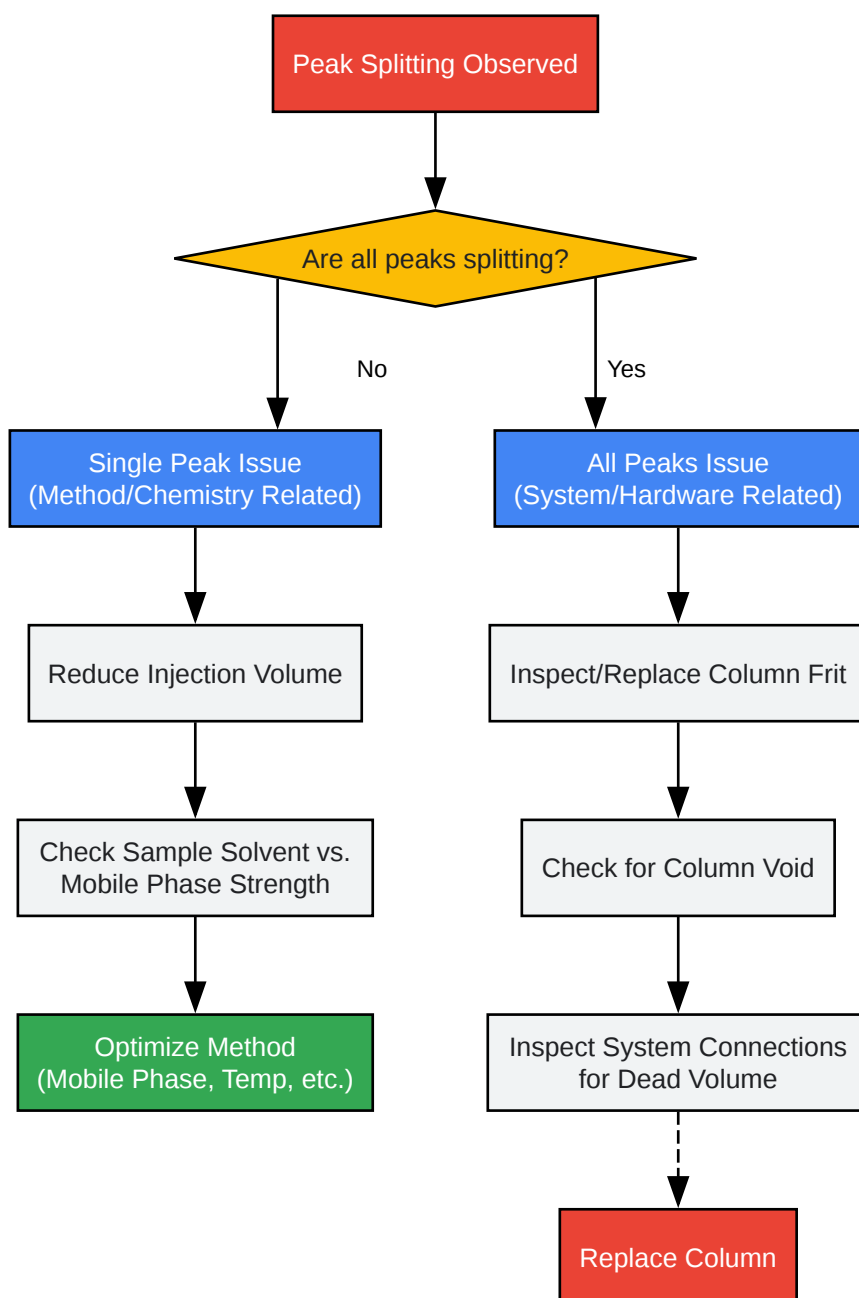 Peak Splitting Observed
Are all peaks splitting?
No
Yes
Single Peak Issue
(Method/Chemistry Related)
All Peaks Issue
(System/Hardware Related)
Reduce Injection Volume
Inspect/Replace Column Frit
Check Sample Solvent vs.
Mobile Phase Strength
Check for Column Void
Optimize Method
(Mobile Phase, Temp, etc.)
Inspect System Connections
for Dead Volume
Replace Column